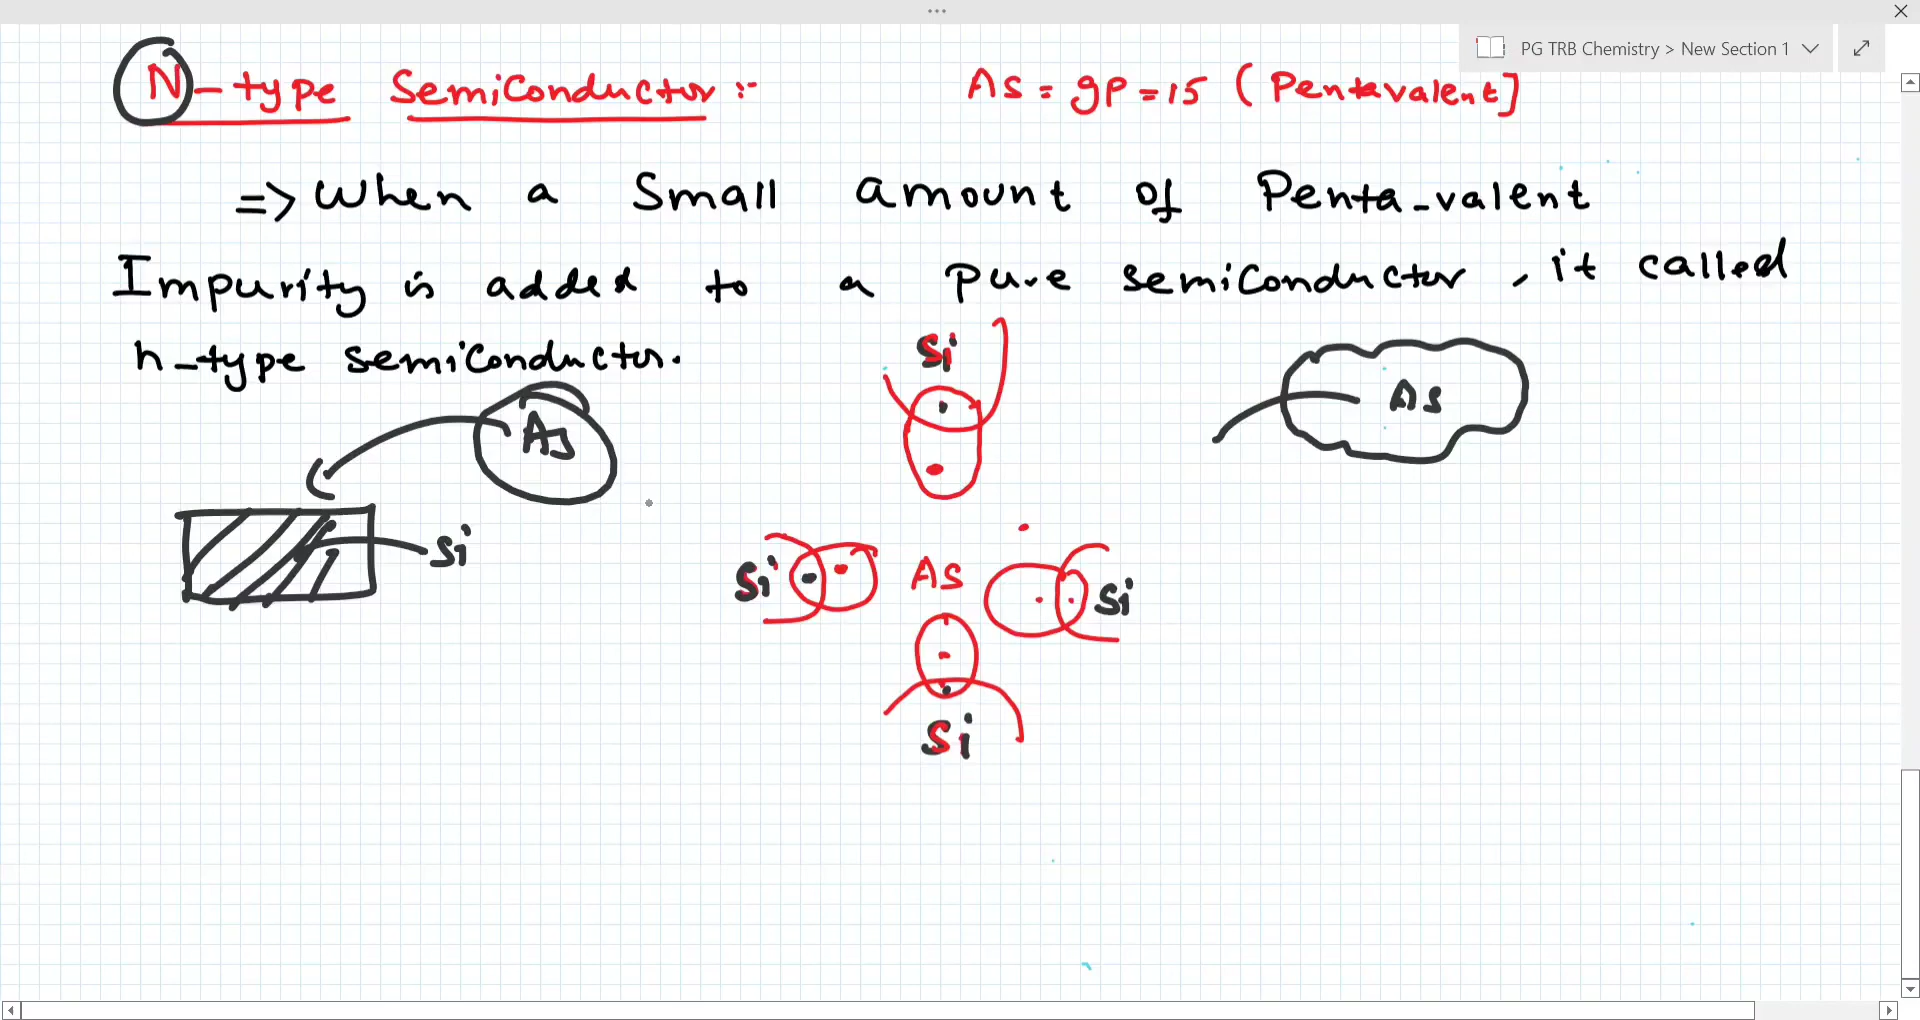 PG TRB Chemistry > New Section 1
N-type Semiconductor :-
As = gp = 15 (Pentavalent]
=> When a Small amount of Penta-valent
Impurity is added to a pure semiconductor, it called
n-type semiconductor.
Si
As
As
Si
Si As Si
Si